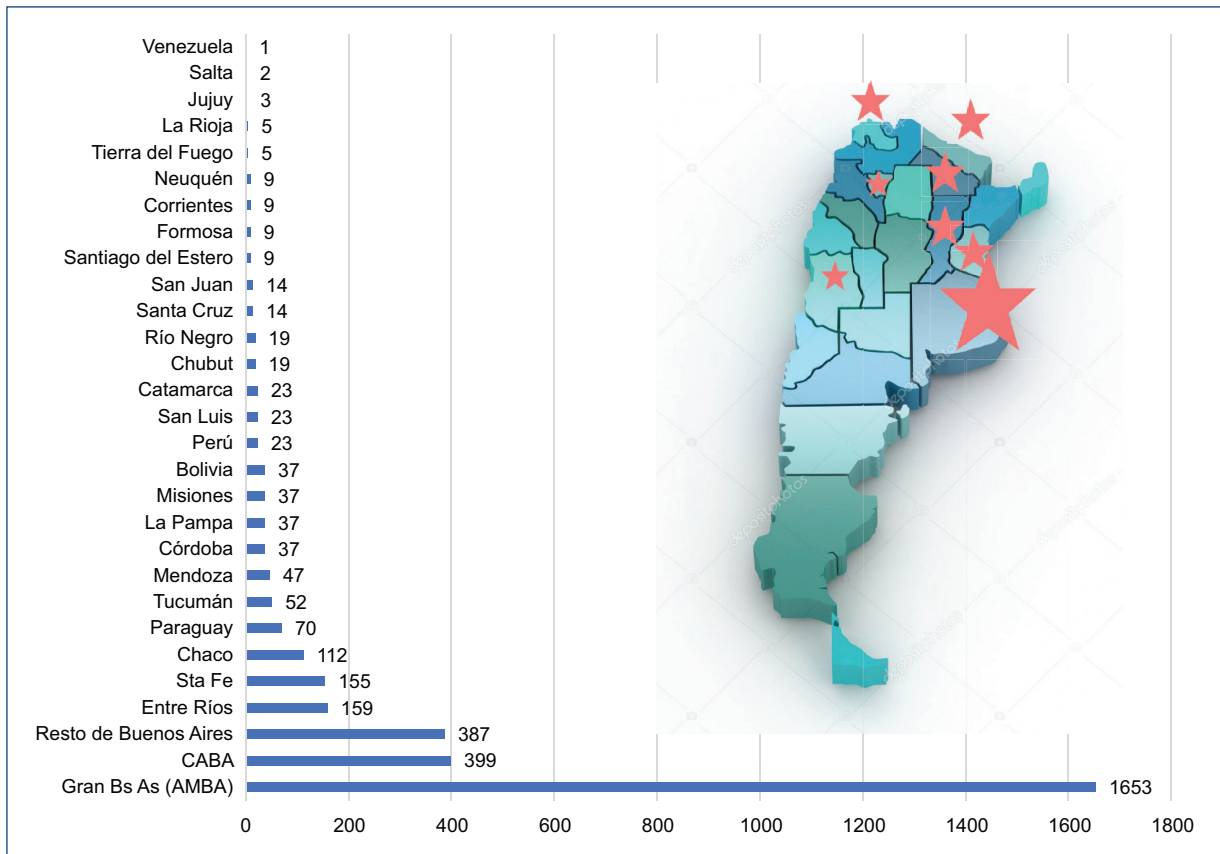 Venezuela 1
Salta 2
Jujuy 3
La Rioja 5
Tierra del Fuego 5
Neuquén 9
Corrientes 9
Formosa 9
Santiago del Estero 9
San Juan 14
Santa Cruz 14
Río Negro 19
Chubut 19
Catamarca 23
San Luis 23
Perú 23
Bolivia 37
Misiones 37
La Pampa 37
Córdoba 37
Mendoza 47
Tucumán 52
Paraguay 70
Chaco 112
Sta Fe 155
Entre Ríos 159
Resto de Buenos Aires 387
CABA 399
Gran Bs As (AMBA) 1653
0 200 400 600 800 1000 1200 1400 1600 1800
depositphotos
depositphotos
depositphotos